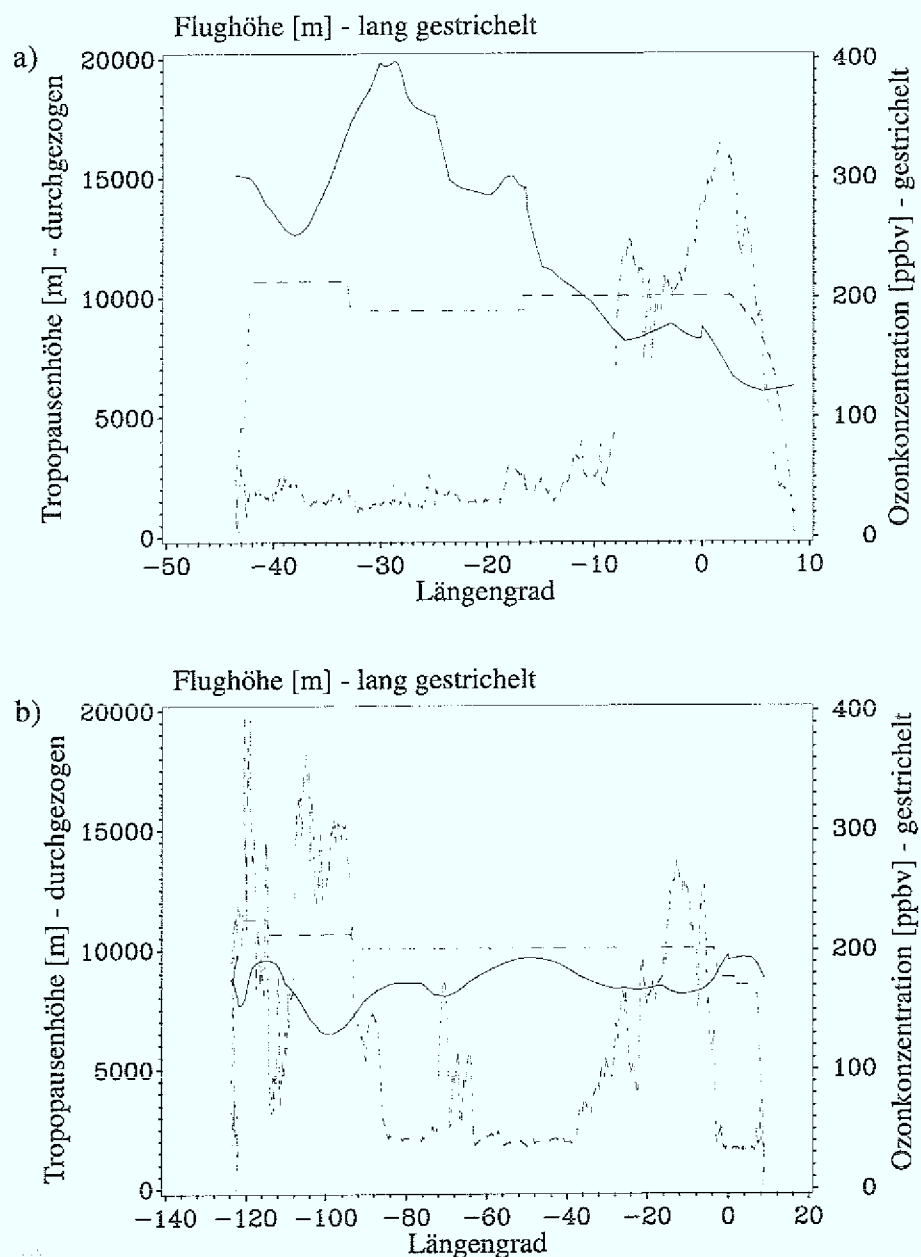 Flughöhe [m] - lang gestrichelt
a)
Tropopausenhöhe [m] - durchgezogen
20000
15000
10000
5000
0
400
300
200
100
0
Ozonkonzentration [ppbv] - gestrichelt
-50 -40 -30 -20 -10 0 10
Längengrad
Flughöhe [m] - lang gestrichelt
b)
Tropopausenhöhe [m] - durchgezogen
20000
15000
10000
5000
0
400
300
200
100
0
Ozonkonzentration [ppbv] - gestrichelt
-140 -120 -100 -80 -60 -40 -20 0 20
Längengrad